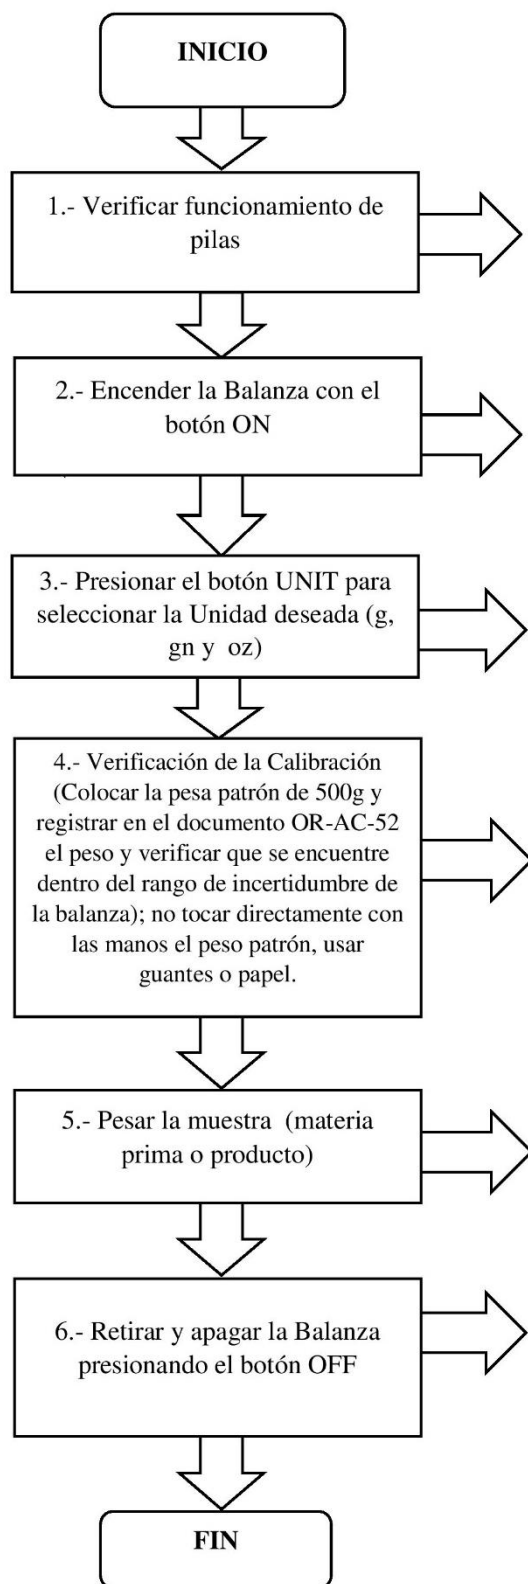 INICIO
1.- Verificar funcionamiento de
pilas
2.- Encender la Balanza con el
botón ON
3.- Presionar el botón UNIT para
seleccionar la Unidad deseada (g,
gn y oz)
4.- Verificación de la Calibración
(Colocar la pesa patrón de 500g y
registrar en el documento OR-AC-52
el peso y verificar que se encuentre
dentro del rango de incertidumbre de
la balanza); no tocar directamente con
las manos el peso patrón, usar
guantes o papel.
5.- Pesar la muestra (materia
prima o producto)
6.- Retirar y apagar la Balanza
presionando el botón OFF
FIN